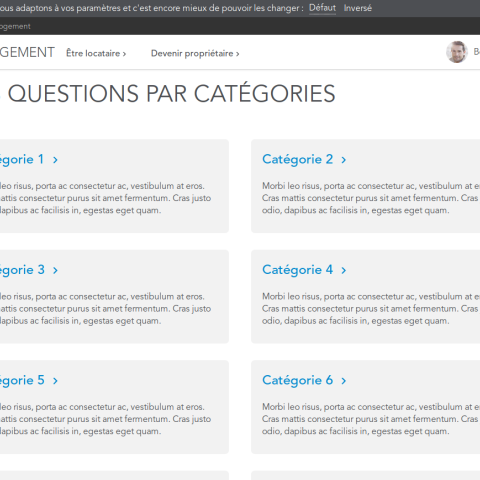 ous adaptons à vos paramètres et c'est encore mieux de pouvoir les changer : Défaut Inversé
ogement
GEMENT Être locataire › Devenir propriétaire › B
QUESTIONS PAR CATÉGORIES
égorie 1 › Catégorie 2 ›
leo risus, porta ac consectetur ac, vestibulum at eros. Morbi leo risus, porta ac consectetur ac, vestibulum at e
attis consectetur purus sit amet fermentum. Cras justo Cras mattis consectetur purus sit amet fermentum. Cra
dapibus ac facilisis in, egestas eget quam. odio, dapibus ac facilisis in, egestas eget quam.
égorie 3 › Catégorie 4 ›
leo risus, porta ac consectetur ac, vestibulum at eros. Morbi leo risus, porta ac consectetur ac, vestibulum at e
attis consectetur purus sit amet fermentum. Cras justo Cras mattis consectetur purus sit amet fermentum. Cra
dapibus ac facilisis in, egestas eget quam. odio, dapibus ac facilisis in, egestas eget quam.
égorie 5 › Catégorie 6 ›
leo risus, porta ac consectetur ac, vestibulum at eros. Morbi leo risus, porta ac consectetur ac, vestibulum at e
attis consectetur purus sit amet fermentum. Cras justo Cras mattis consectetur purus sit amet fermentum. Cra
dapibus ac facilisis in, egestas eget quam. odio, dapibus ac facilisis in, egestas eget quam.